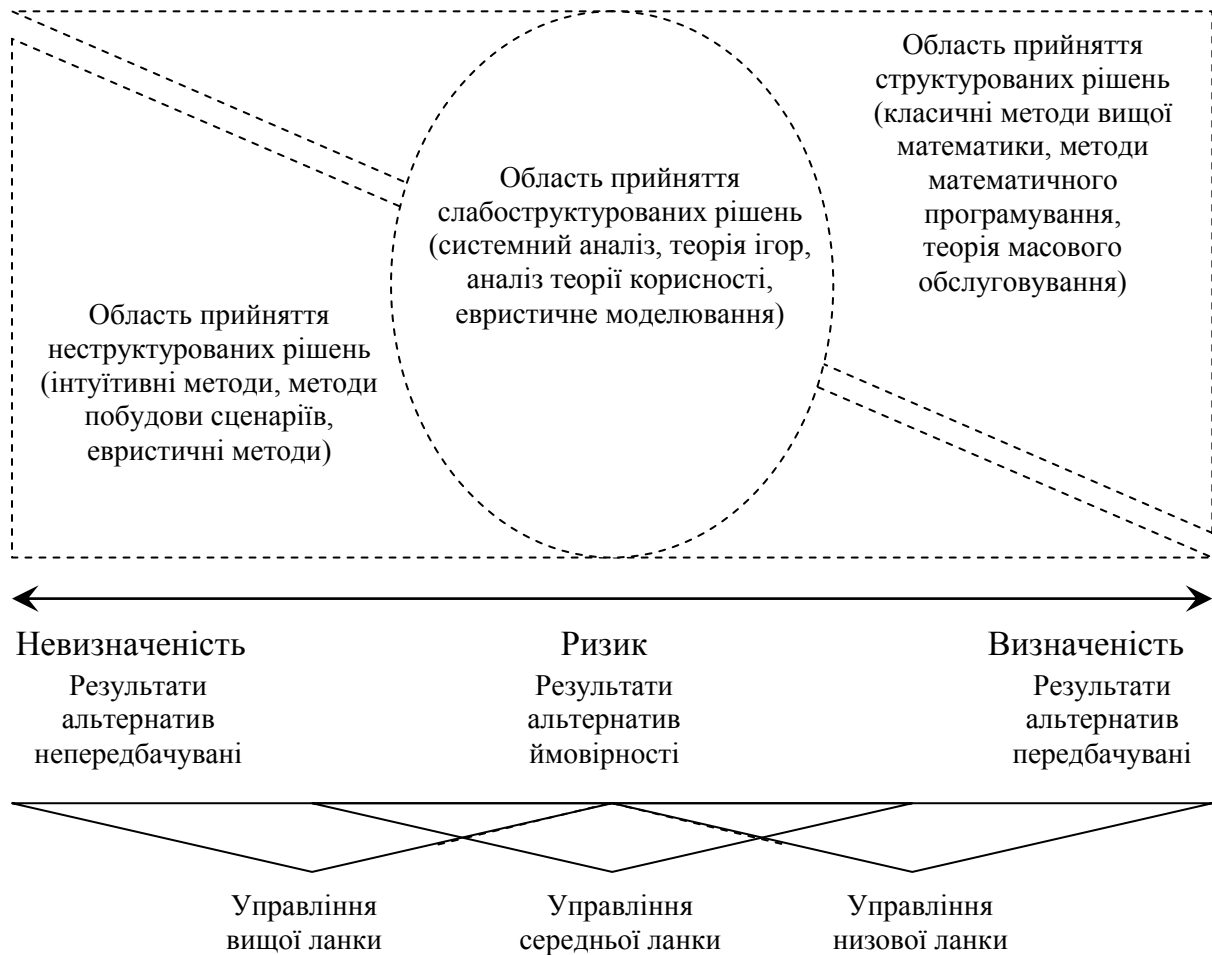 Область прийняття
структурованих рішень
(класичні методи вищої
математики, методи
математичного
програмування,
теорія масового
обслуговування)
Область прийняття
слабоструктурованих рішень
(системний аналіз, теорія ігор,
аналіз теорії корисності,
евристичне моделювання)
Область прийняття
неструктурованих рішень
(інтуїтивні методи, методи
побудови сценаріїв,
евристичні методи)
Невизначеність
Результати
альтернатив
непередбачувані
Ризик
Результати
альтернатив
ймовірності
Визначеність
Результати
альтернатив
передбачувані
Управління
вищої ланки
Управління
середньої ланки
Управління
низової ланки